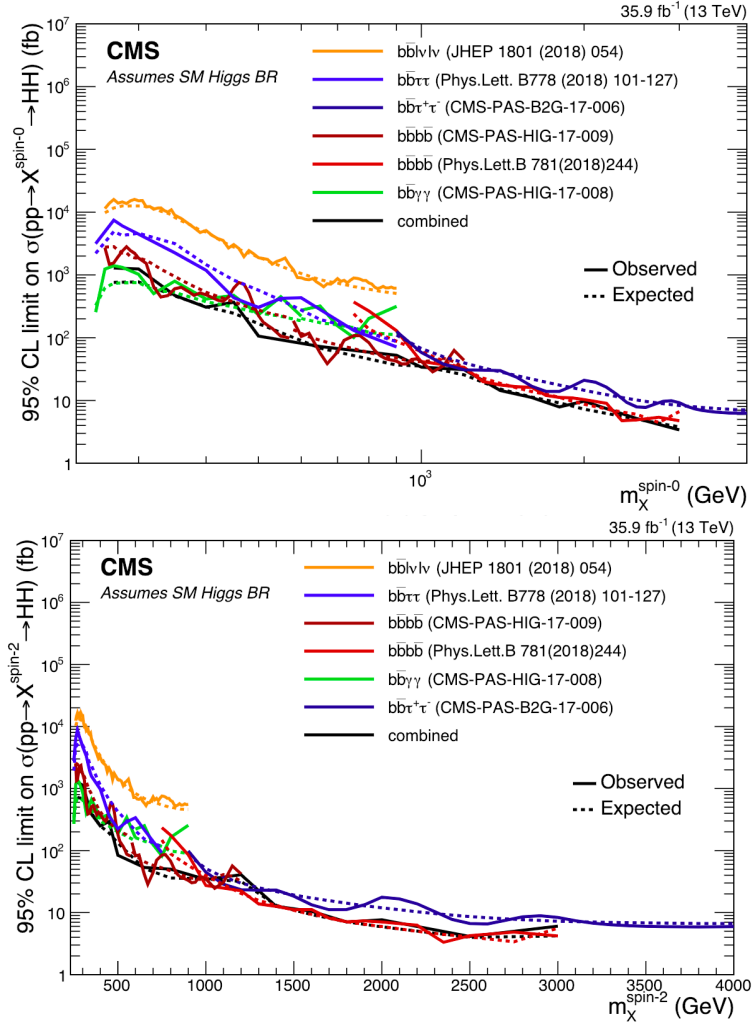 35.9 fb⁻¹ (13 TeV)
10⁷
CMS
Assumes SM Higgs BR
bb̅lνlν (JHEP 1801 (2018) 054)
bb̅ττ (Phys.Lett. B778 (2018) 101-127)
bb̅τ⁺τ⁻ (CMS-PAS-B2G-17-006)
bb̅bb̅ (CMS-PAS-HIG-17-009)
bb̅bb̅ (Phys.Lett.B 781(2018)244)
bb̅γγ (CMS-PAS-HIG-17-008)
combined
Observed
Expected
10⁶
10⁵
10⁴
10³
10²
10
1
95% CL limit on σ(pp→X^spin-0→HH) (fb)
10³
m_X^spin-0 (GeV)
35.9 fb⁻¹ (13 TeV)
10⁷
CMS
Assumes SM Higgs BR
bb̅lνlν (JHEP 1801 (2018) 054)
bb̅ττ (Phys.Lett. B778 (2018) 101-127)
bb̅bb̅ (CMS-PAS-HIG-17-009)
bb̅bb̅ (Phys.Lett.B 781(2018)244)
bb̅γγ (CMS-PAS-HIG-17-008)
bb̅τ⁺τ⁻ (CMS-PAS-B2G-17-006)
combined
Observed
Expected
10⁶
10⁵
10⁴
10³
10²
10
1
95% CL limit on σ(pp→X^spin-2→HH) (fb)
500 1000 1500 2000 2500 3000 3500 4000
m_X^spin-2 (GeV)